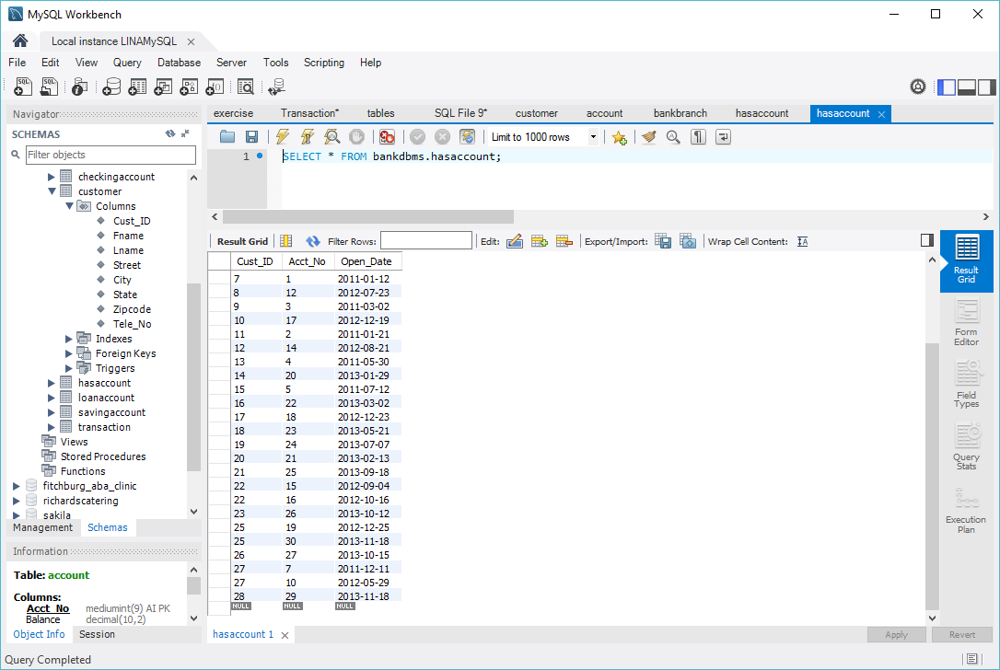 MySQL Workbench
Local instance LINAMySQL
File Edit View Query Database Server Tools Scripting Help
Navigator
SCHEMAS
Filter objects
checkingaccount
customer
Columns
Cust_ID
Fname
Lname
Street
City
State
Zipcode
Tele_No
Indexes
Foreign Keys
Triggers
hasaccount
loanaccount
savingaccount
transaction
Views
Stored Procedures
Functions
fitchburg_aba_clinic
richardscatering
sakila
Management Schemas
Information
Table: account
Columns:
Acct_No mediumint(9) AI PK
Balance decimal(10,2)
Object Info Session
exercise Transaction* tables SQL File 9* customer account bankbranch hasaccount hasaccount
Limit to 1000 rows
1 SELECT * FROM bankdbms.hasaccount;
Result Grid Filter Rows: Edit: Export/Import: Wrap Cell Content:
Cust_ID Acct_No Open_Date
7 1 2011-01-12
8 12 2012-07-23
9 3 2011-03-02
10 17 2012-12-19
11 2 2011-01-21
12 14 2012-08-21
13 4 2011-05-30
14 20 2013-01-29
15 5 2011-07-12
16 22 2013-03-02
17 18 2012-12-23
18 23 2013-05-21
19 24 2013-07-07
20 21 2013-02-13
21 25 2013-09-18
22 15 2012-09-04
22 16 2012-10-16
23 26 2013-10-12
25 19 2012-12-25
25 30 2013-11-18
26 27 2013-10-15
27 7 2011-12-11
27 10 2012-05-29
28 29 2013-11-18
NULL NULL NULL
Result
Grid
Form
Editor
Field
Types
Query
Stats
Execution
Plan
hasaccount 1
Apply Revert
Query Completed